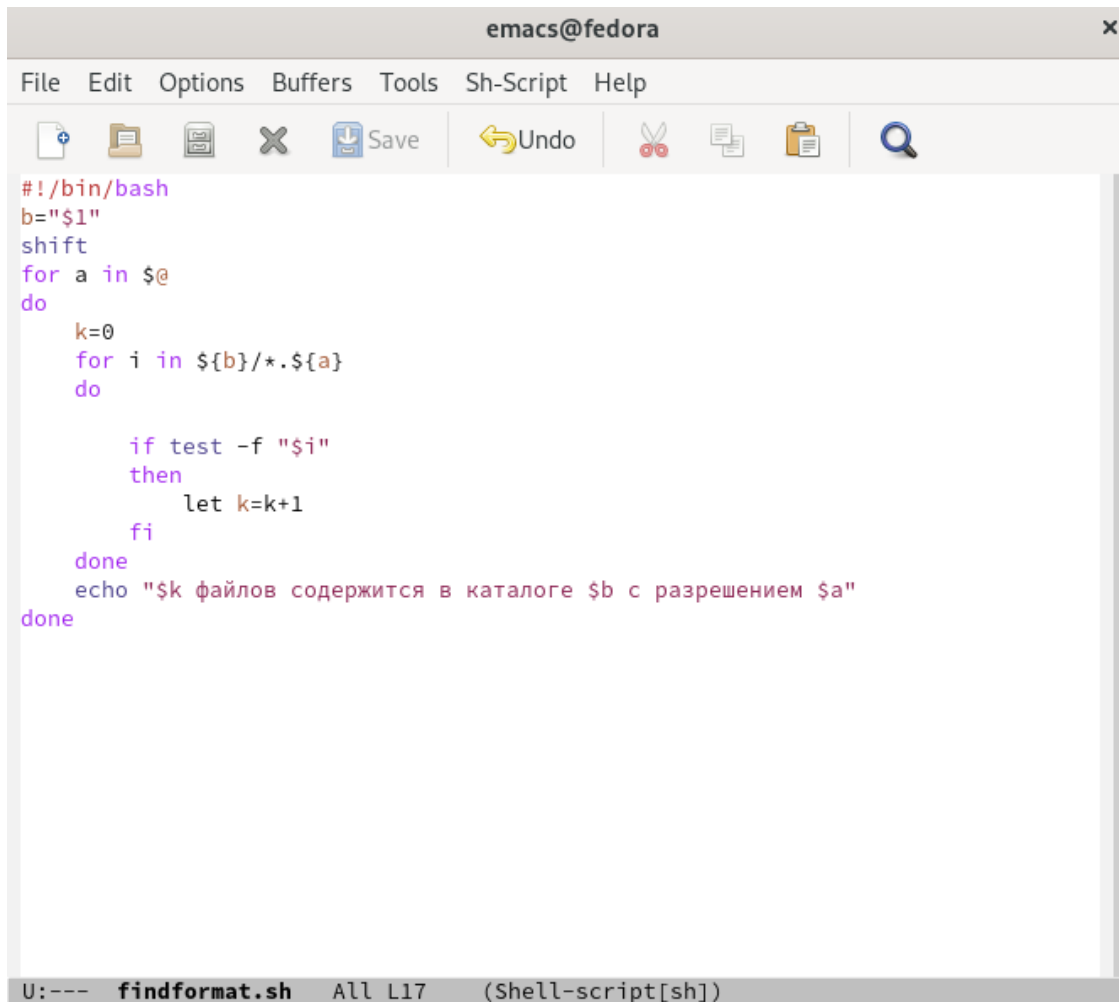 emacs@fedora ×
File Edit Options Buffers Tools Sh-Script Help
Save Undo
#!/bin/bash
b="$1"
shift
for a in $@
do
    k=0
    for i in ${b}/*.${a}
    do

        if test -f "$i"
        then
            let k=k+1
        fi
    done
    echo "$k файлов содержится в каталоге $b с разрешением $a"
done
U:--- findformat.sh All L17 (Shell-script[sh])